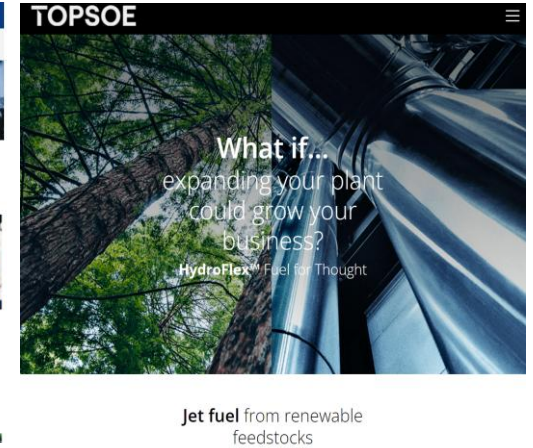 TOPSOE
What if...
expanding your plant
could grow your
business?
HydroFlex™ Fuel for Thought
Jet fuel from renewable
feedstocks